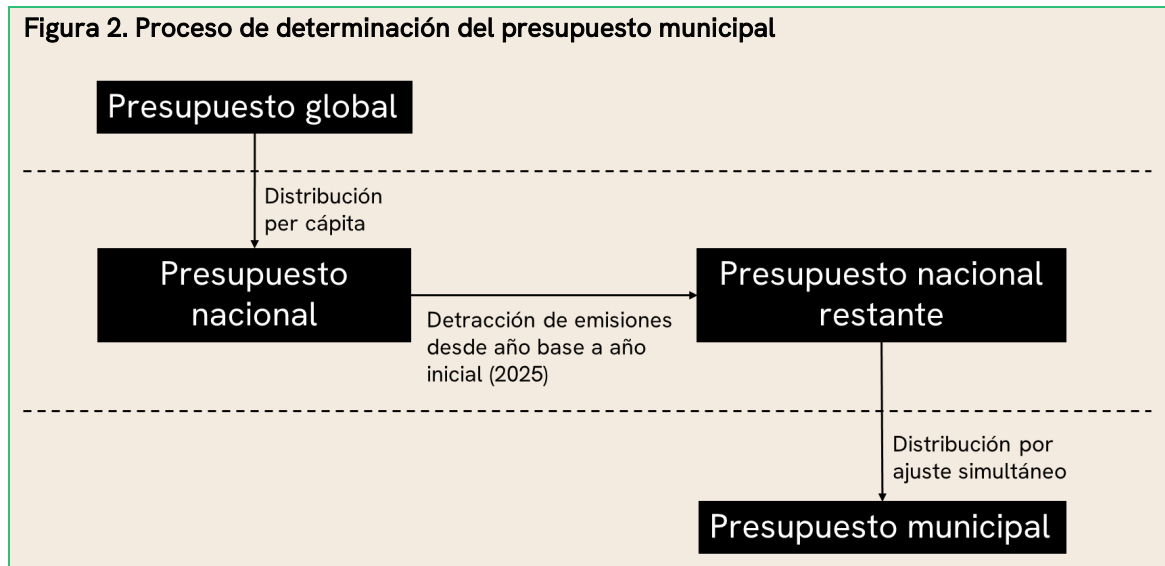 Figura 2. Proceso de determinación del presupuesto municipal
Presupuesto global
Distribución
per cápita
Presupuesto
nacional
Detracción de emisiones
desde año base a año
inicial (2025)
Presupuesto nacional
restante
Distribución por
ajuste simultáneo
Presupuesto municipal